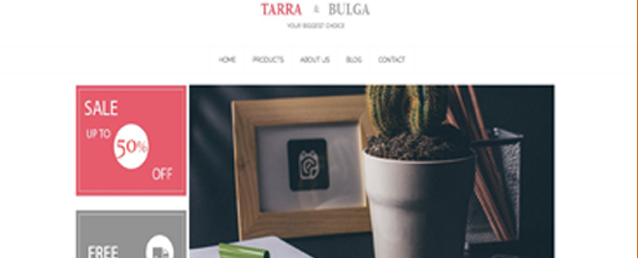 TARRA & BULGA
YOUR BIGGEST CHOICE
HOME PRODUCTS ABOUT US BLOG CONTACT
SALE
UP TO
50%
OFF
FREE